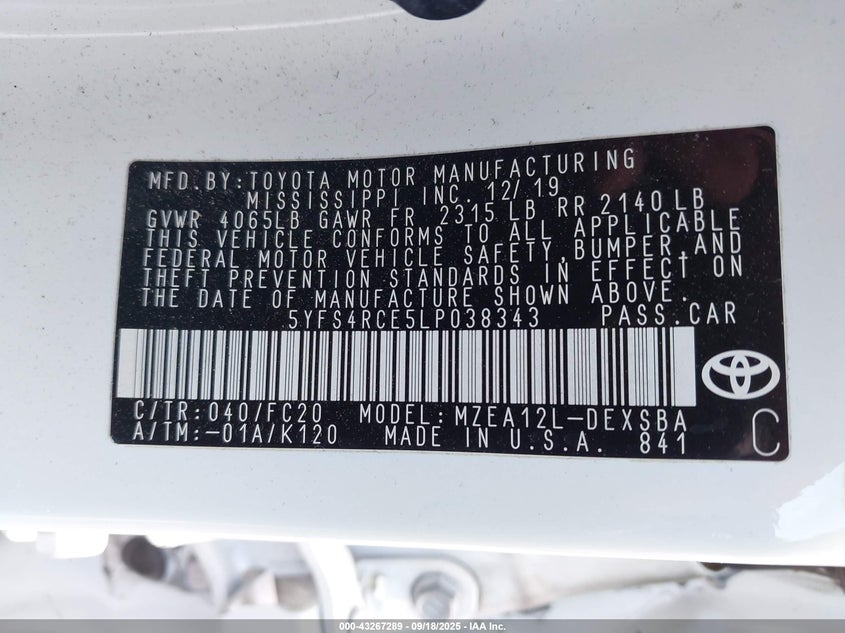 MFD.BY:TOYOTA MOTOR MANUFACTURING
MISSISSIPPI INC. 12/19
GVWR 4065LB GAWR FR 2315LB RR 2140LB
THIS VEHICLE CONFORMS TO ALL APPLICABLE
FEDERAL MOTOR VEHICLE SAFETY,BUMPER,AND
THEFT PREVENTION STANDARDS IN EFFECT ON
THE DATE OF MANUFACTURE SHOWN ABOVE.
5YFS4RCE5LP038343 PASS.CAR
C/TR:040/FC20 MODEL:MZEA12L-DEXSBA
A/TM:-01A/K120 MADE IN U.S.A. 841
C
000-43267289 - 09/18/2025 - IAA Inc.